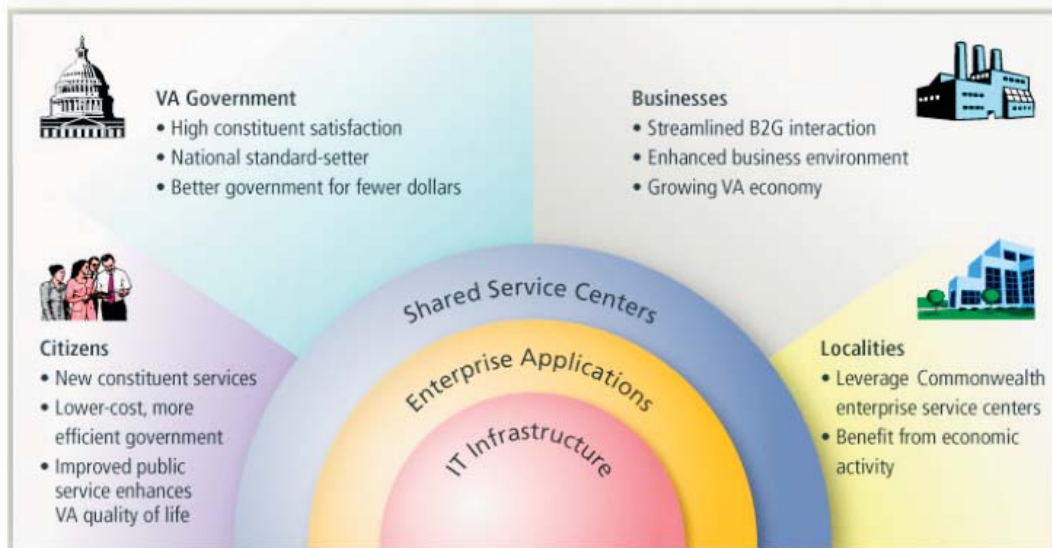 VA Government
• High constituent satisfaction
• National standard-setter
• Better government for fewer dollars
Businesses
• Streamlined B2G interaction
• Enhanced business environment
• Growing VA economy
Citizens
• New constituent services
• Lower-cost, more
efficient government
• Improved public
service enhances
VA quality of life
Shared Service Centers
Enterprise Applications
IT Infrastructure
Localities
• Leverage Commonwealth
enterprise service centers
• Benefit from economic
activity